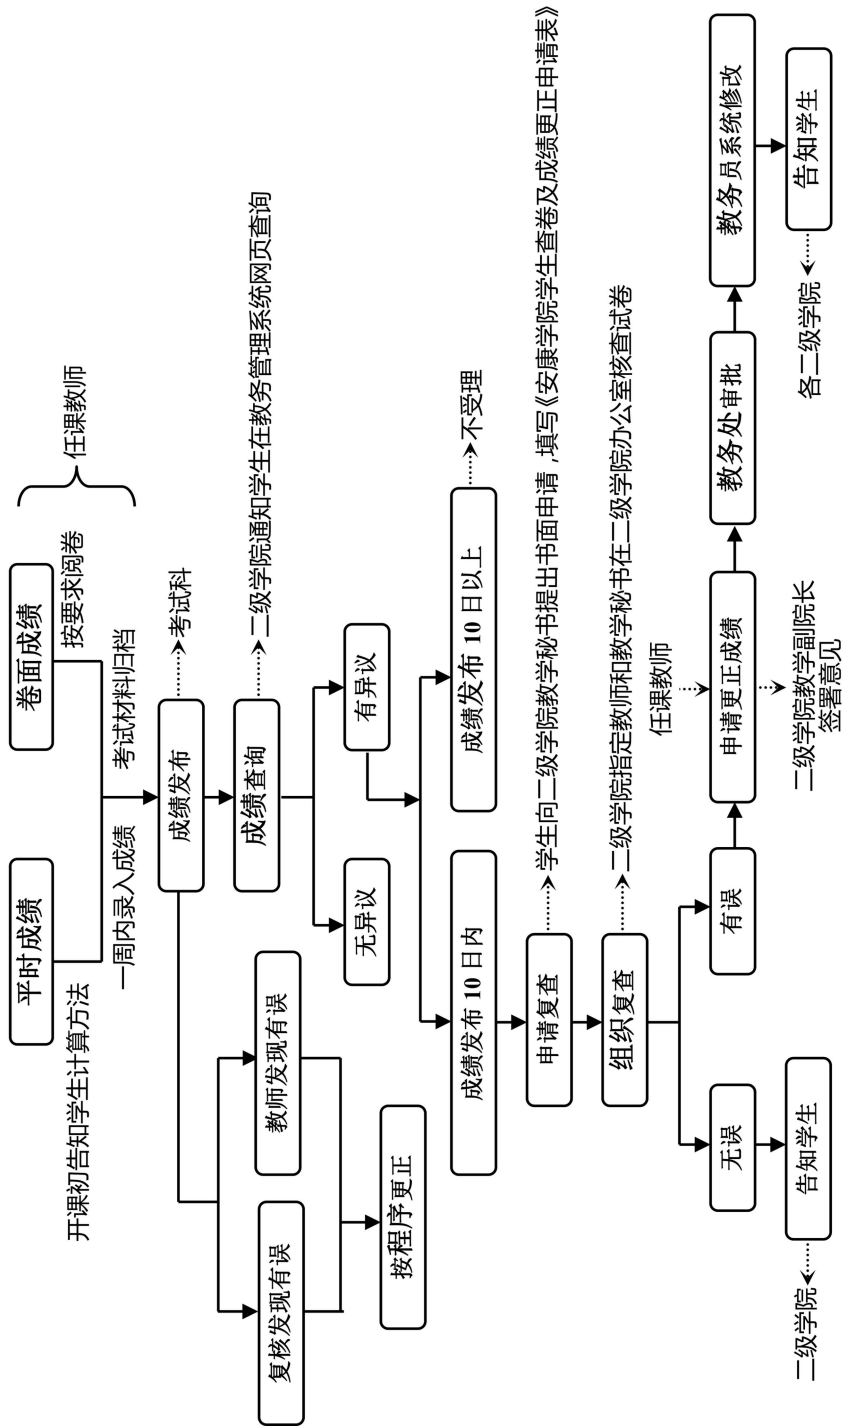 平时成绩
卷面成绩
开课初告知学生计算方法
按要求阅卷
任课教师
一周内录入成绩
考试材料归档
成绩发布
考试科
成绩查询
二级学院通知学生在教务管理系统网页查询
复核发现有误
教师发现有误
无异议
有异议
按程序更正
成绩发布 10 日内
成绩发布 10 日以上
不受理
申请复查
学生向二级学院教学秘书提出书面申请,填写《安康学院学生查卷及成绩更正申请表》
组织复查
二级学院指定教师和教学秘书在二级学院办公室核查试卷
任课教师
无误
有误
申请更正成绩
教务处审批
教务员系统修改
二级学院教学副院长
签署意见
二级学院
告知学生
各二级学院
告知学生